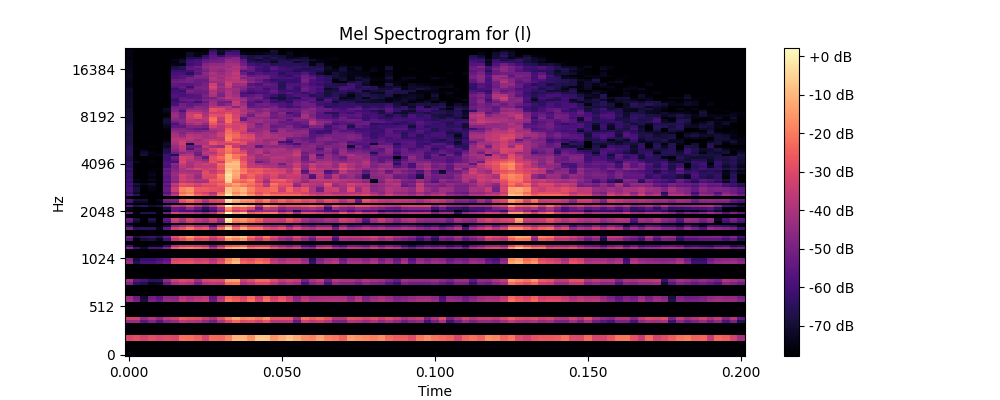 Mel Spectrogram for (l)
Hz
16384
8192
4096
2048
1024
512
0
0.000 0.050 0.100 0.150 0.200
Time
+0 dB
-10 dB
-20 dB
-30 dB
-40 dB
-50 dB
-60 dB
-70 dB